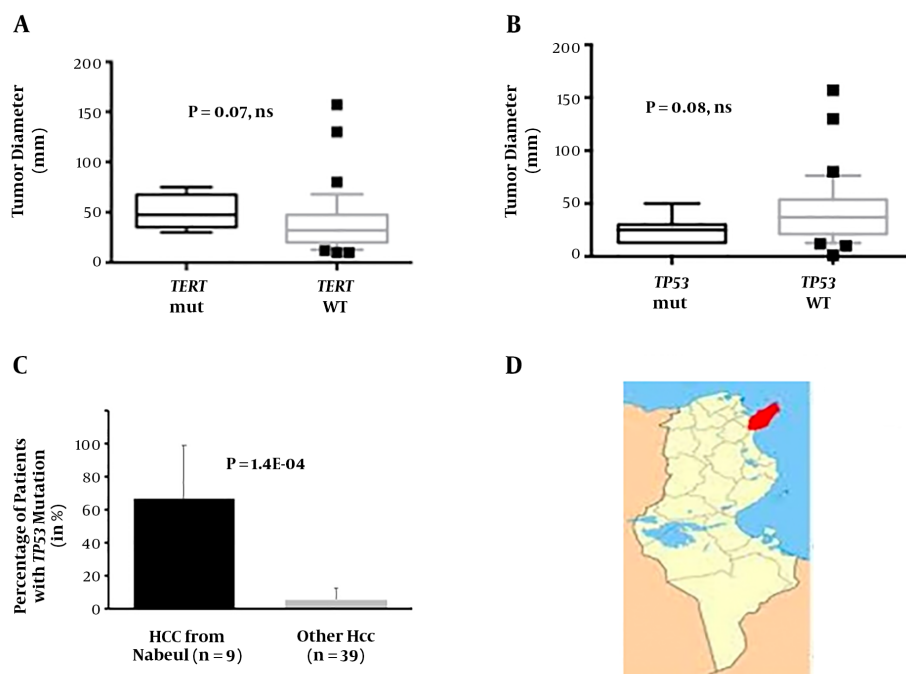 A
Tumor Diameter
(mm)
200
150
100
50
0
P = 0.07, ns
TERT
mut
TERT
WT
B
Tumor Diameter
(mm)
200
150
100
50
0
P = 0.08, ns
TP53
mut
TP53
WT
C
Percentage of Patients
with TP53 Mutation
(in %)
100
80
60
40
20
0
P = 1.4E-04
HCC from
Nabeul (n = 9)
Other Hcc
(n = 39)
D